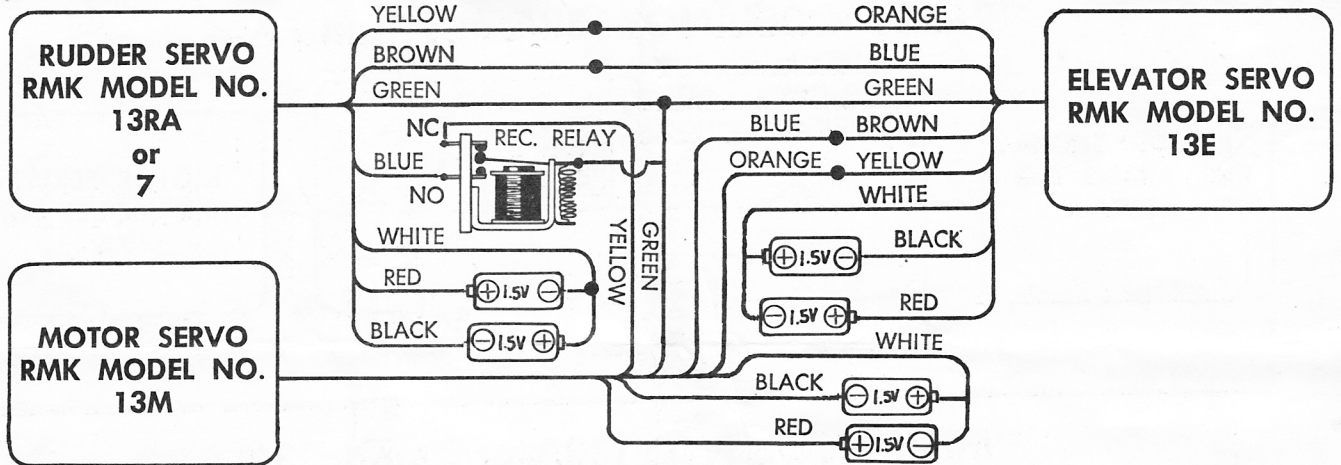 RUDDER SERVO
RMK MODEL NO.
13RA
or
7
MOTOR SERVO
RMK MODEL NO.
13M
YELLOW
BROWN
GREEN
NC
REC. RELAY
BLUE
NO
WHITE
RED
⊕ 1.5V ⊖
BLACK
⊖ 1.5V ⊕
YELLOW
GREEN
ORANGE
BLUE
GREEN
BLUE
BROWN
ORANGE
YELLOW
WHITE
⊕ 1.5V ⊖
BLACK
⊖ 1.5V ⊕
RED
WHITE
BLACK
⊖ 1.5V ⊕
RED
⊕ 1.5V ⊖
ELEVATOR SERVO
RMK MODEL NO.
13E